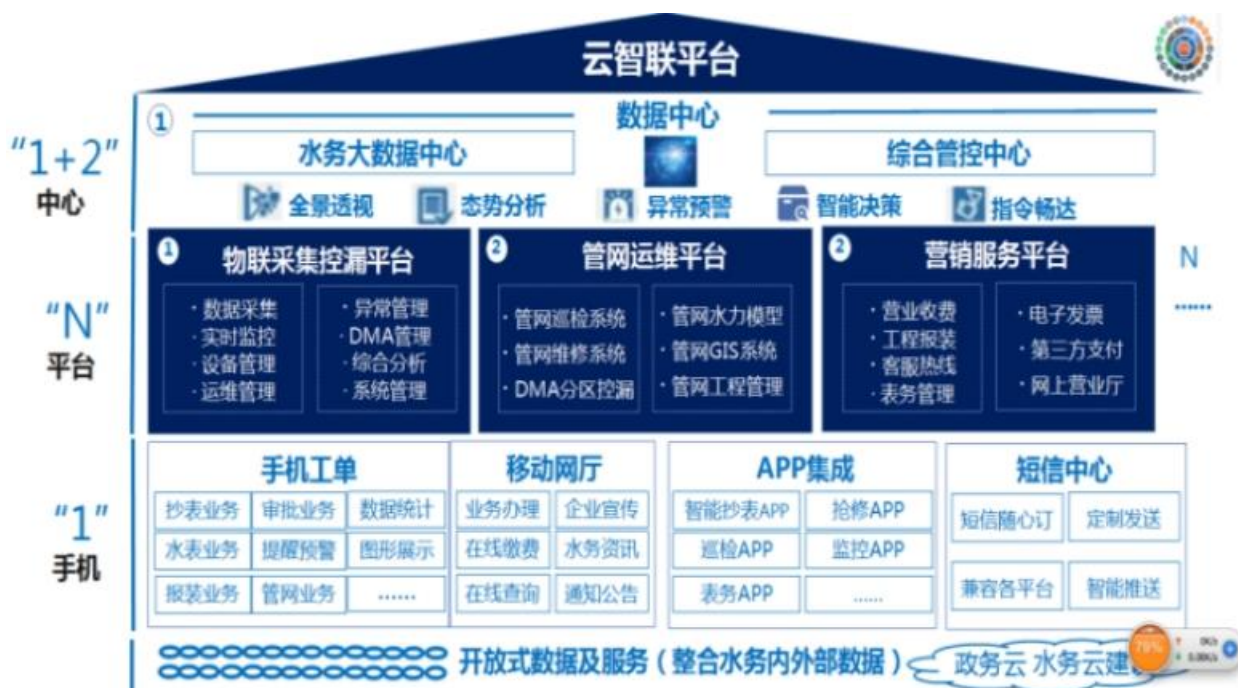 云智联平台
①
数据中心
"1+2"
中心
水务大数据中心
综合管控中心
全景透视
态势分析
异常预警
智能决策
指令畅达
"N"
平台
1
物联采集控漏平台
· 数据采集
· 实时监控
· 设备管理
· 运维管理
· 异常管理
· DMA管理
· 综合分析
· 系统管理
2
管网运维平台
· 管网巡检系统
· 管网维修系统
· DMA分区控漏
· 管网水力模型
· 管网GIS系统
· 管网工程管理
2
营销服务平台
· 营业收费
· 工程报装
· 客服热线
· 表务管理
· 电子发票
· 第三方支付
· 网上营业厅
N
……
"1"
手机
手机工单
抄表业务 审批业务 数据统计
水表业务 提醒预警 图形展示
报装业务 管网业务 ……
移动网厅
业务办理 企业宣传
在线缴费 水务资讯
在线查询 通知公告
APP集成
智能抄表APP 抢修APP
巡检APP 监控APP
表务APP ……
短信中心
短信随心订 定制发送
兼容各平台 智能推送
开放式数据及服务（整合水务内外部数据）
政务云 水务云建
79%
0K/s
0.00K/s